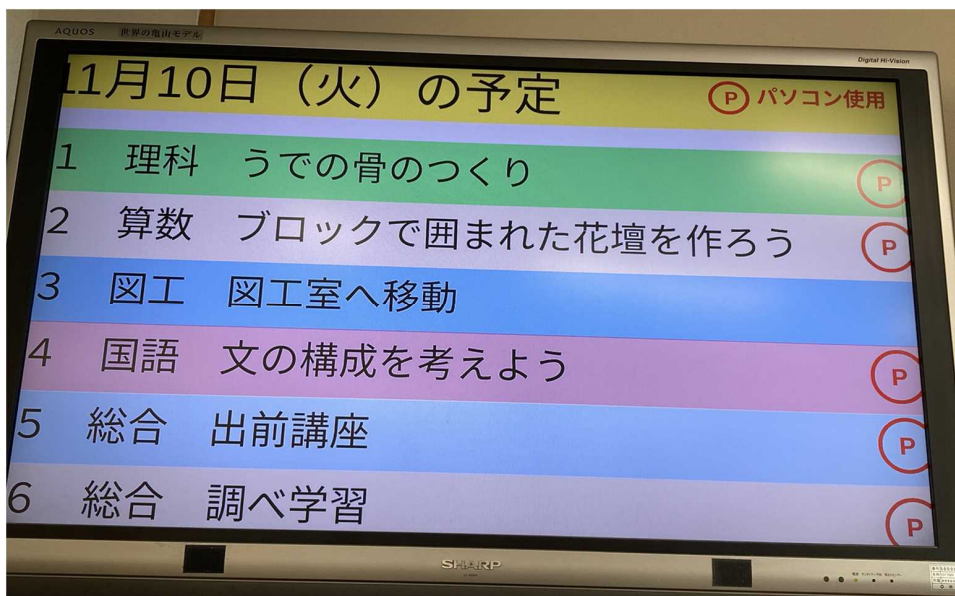 AQUOS 世界の亀山モデル
Digital Hi-Vision
11月10日（火）の予定 Ⓟ パソコン使用
1 理科 うでの骨のつくり Ⓟ
2 算数 ブロックで囲まれた花壇を作ろう Ⓟ
3 図工 図工室へ移動
4 国語 文の構成を考えよう Ⓟ
5 総合 出前講座 Ⓟ
6 総合 調べ学習 Ⓟ
SHARP